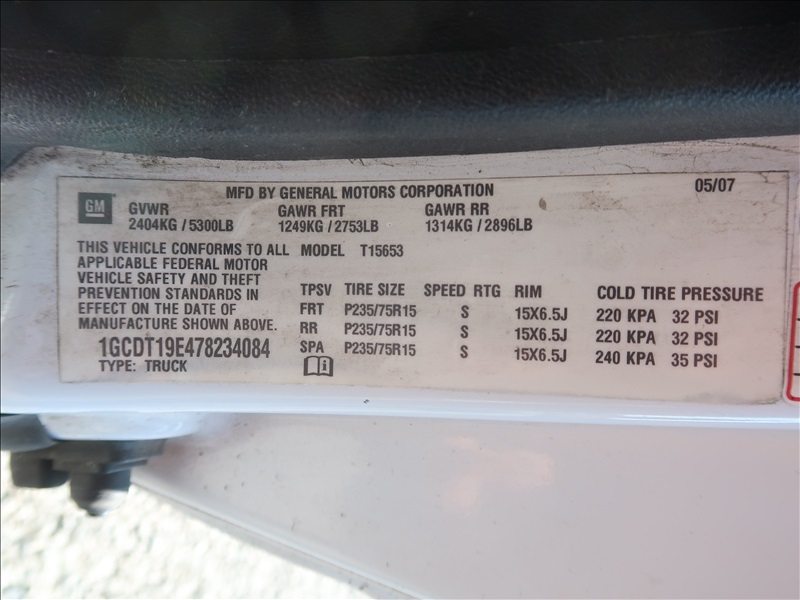 MFD BY GENERAL MOTORS CORPORATION 05/07
GM
GVWR GAWR FRT GAWR RR
2404KG / 5300LB 1249KG / 2753LB 1314KG / 2896LB
THIS VEHICLE CONFORMS TO ALL MODEL T15653
APPLICABLE FEDERAL MOTOR
VEHICLE SAFETY AND THEFT
PREVENTION STANDARDS IN
EFFECT ON THE DATE OF
MANUFACTURE SHOWN ABOVE.
TPSV TIRE SIZE SPEED RTG RIM COLD TIRE PRESSURE
FRT P235/75R15 S 15X6.5J 220 KPA 32 PSI
RR P235/75R15 S 15X6.5J 220 KPA 32 PSI
SPA P235/75R15 S 15X6.5J 240 KPA 35 PSI
1GCDT19E478234084
TYPE: TRUCK